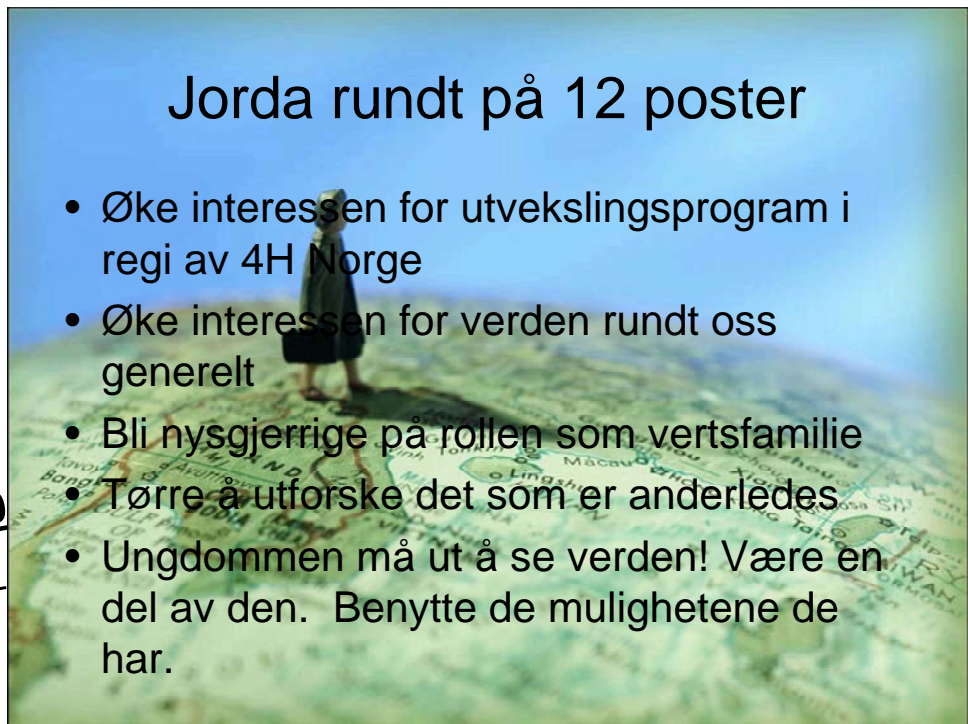 Jorda rundt på 12 poster
• Øke interessen for utvekslingsprogram i
regi av 4H Norge
• Øke interessen for verden rundt oss
generelt
• Bli nysgjerrige på rollen som vertsfamilie
• Tørre å utforske det som er anderledes
• Ungdommen må ut å se verden! Være en
del av den.  Benytte de mulighetene de
har.
Macau